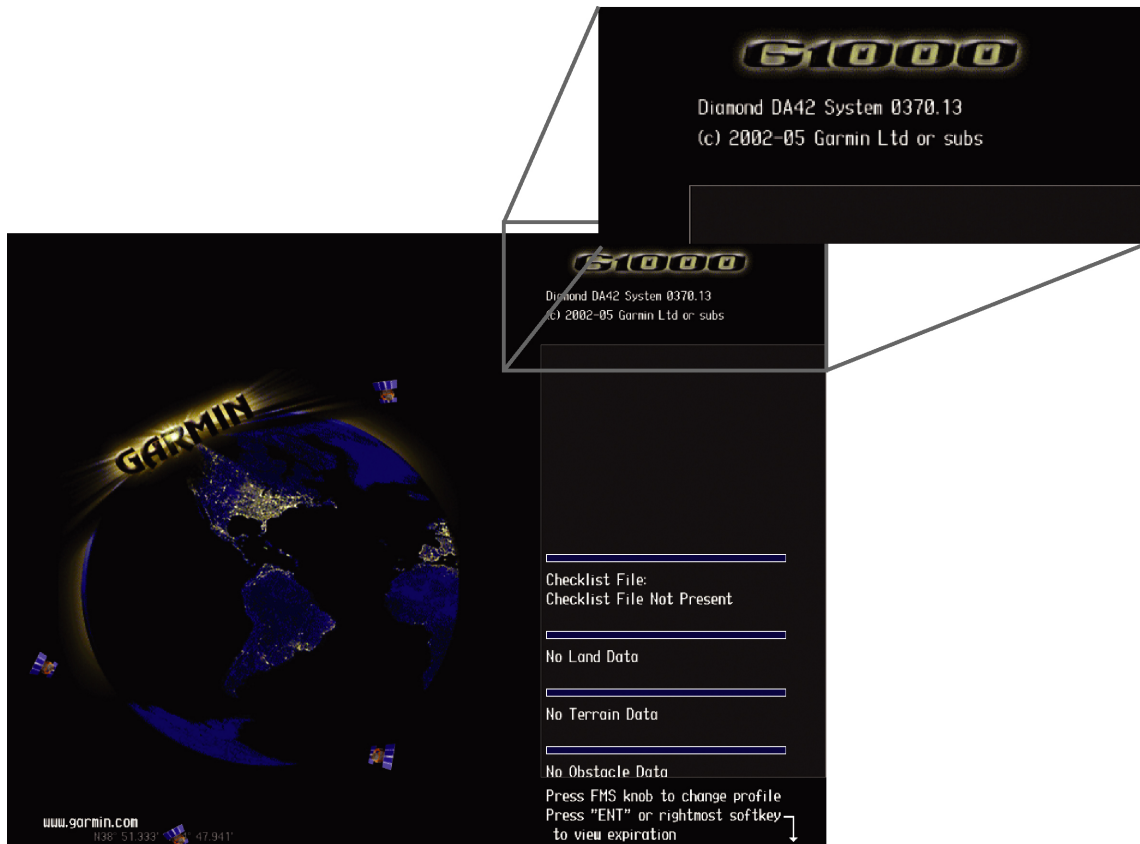 G1000
Diamond DA42 System 0370.13
(c) 2002-05 Garmin Ltd or subs
G1000
Diamond DA42 System 0370.13
(c) 2002-05 Garmin Ltd or subs
GARMIN
Checklist File:
Checklist File Not Present
No Land Data
No Terrain Data
No Obstacle Data
Press FMS knob to change profile
Press "ENT" or rightmost softkey
to view expiration
www.garmin.com
N38° 51.333' 47.941'